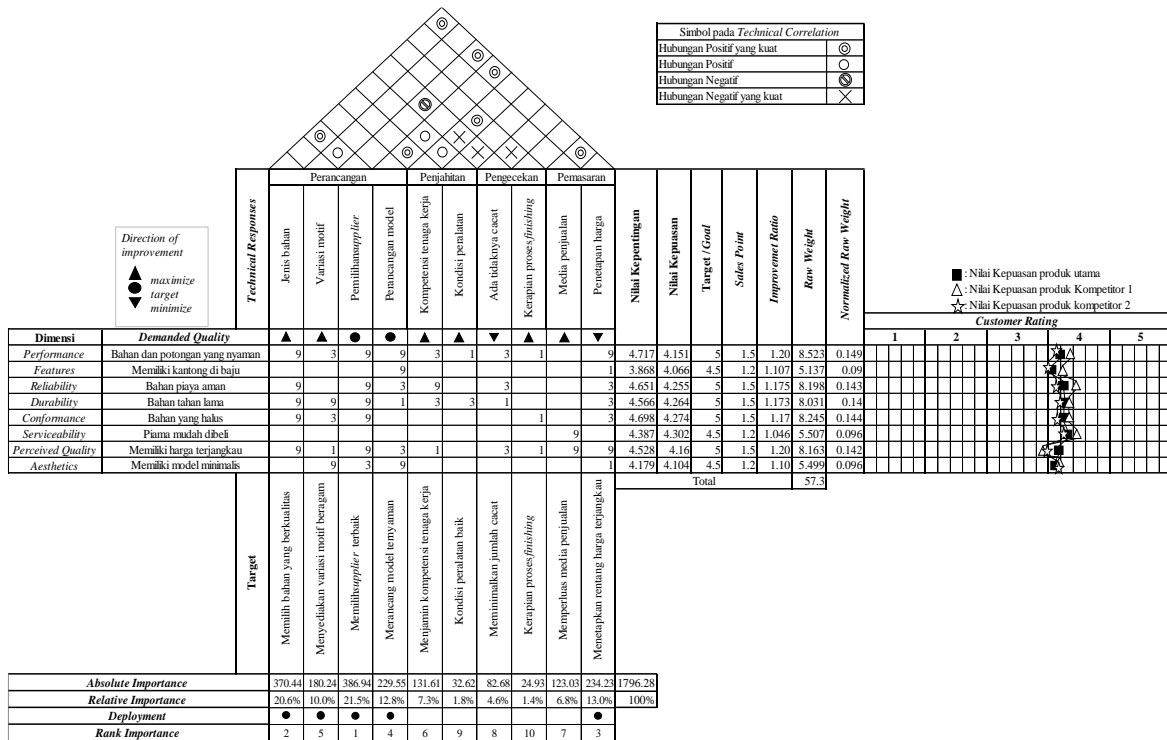 Simbol pada Technical Correlation
Hubungan Positif yang kuat
Hubungan Positif
Hubungan Negatif
Hubungan Negatif yang kuat
Direction of improvement
▲ maximize
● target
▼ minimize
Technical Responses
Perancangan Penjahitan Pengecekan Pemasaran
Jenis bahan
Variasi motif
Pemilihan supplier
Perancangan model
Kompetensi tenaga kerja
Kondisi peralatan
Ada tidaknya cacat
Kerapian proses finishing
Media penjualan
Penetapan harga
Nilai Kepentingan
Nilai Kepuasan
Target / Goal
Sales Point
Improvemet Ratio
Raw Weight
Normalized Raw Weight
■ : Nilai Kepuasan produk utama
△ : Nilai Kepuasan produk Kompetitor 1
☆ : Nilai Kepuasan produk kompetitor 2
Customer Rating
1 2 3 4 5
Dimensi Demanded Quality ▲ ▲ ● ● ▲ ▲ ▼ ▲ ▲ ▼
Performance Bahan dan potongan yang nyaman 9 3 9 9 3 1 3 1 9 4.717 4.151 5 1.5 1.20 8.523 0.149
Features Memiliki kantong di baju 9 1 3.868 4.066 4.5 1.2 1.107 5.137 0.09
Reliability Bahan piaya aman 9 9 3 9 3 3 4.651 4.255 5 1.5 1.175 8.198 0.143
Durability Bahan tahan lama 9 9 9 1 3 3 1 3 4.566 4.264 5 1.5 1.173 8.031 0.14
Conformance Bahan yang halus 9 3 9 1 3 4.698 4.274 5 1.5 1.17 8.245 0.144
Serviceability Piama mudah dibeli 9 4.387 4.302 4.5 1.2 1.046 5.507 0.096
Perceived Quality Memiliki harga terjangkau 9 1 9 3 1 3 1 9 9 4.528 4.16 5 1.5 1.20 8.163 0.142
Aesthetics Memiliki model minimalis 9 3 9 1 4.179 4.104 4.5 1.2 1.10 5.499 0.096
Total 57.3
Target
Memilih bahan yang berkualitas
Menyediakan variasi motif beragam
Memilih supplier terbaik
Merancang model ternyaman
Menjamin kompetensi tenaga kerja
Kondisi peralatan baik
Meminimalkan jumlah cacat
Kerapian proses finishing
Memperluas media penjualan
Menetapkan rentang harga terjangkau
Absolute Importance 370.44 180.24 386.94 229.55 131.61 32.62 82.68 24.93 123.03 234.23 1796.28
Relative Importance 20.6% 10.0% 21.5% 12.8% 7.3% 1.8% 4.6% 1.4% 6.8% 13.0% 100%
Deployment ● ● ● ● ●
Rank Importance 2 5 1 4 6 9 8 10 7 3